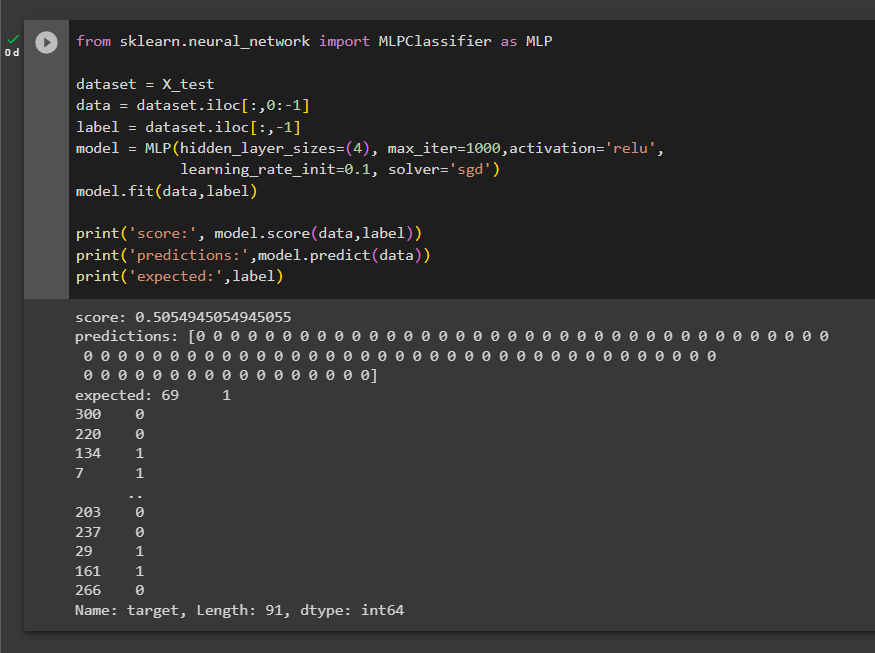 from sklearn.neural_network import MLPClassifier as MLP
0d
dataset = X_test
data = dataset.iloc[:,0:-1]
label = dataset.iloc[:,-1]
model = MLP(hidden_layer_sizes=(4), max_iter=1000,activation='relu',
            learning_rate_init=0.1, solver='sgd')
model.fit(data,label)
print('score:', model.score(data,label))
print('predictions:',model.predict(data))
print('expected:',label)
score: 0.5054945054945055
predictions: [0 0 0 0 0 0 0 0 0 0 0 0 0 0 0 0 0 0 0 0 0 0 0 0 0 0 0 0 0 0 0 0 0 0 0 0 0
 0 0 0 0 0 0 0 0 0 0 0 0 0 0 0 0 0 0 0 0 0 0 0 0 0 0 0 0 0 0 0 0 0 0 0 0 0
 0 0 0 0 0 0 0 0 0 0 0 0 0 0 0 0 0]
expected: 69     1
300    0
220    0
134    1
7      1
      ..
203    0
237    0
29     1
161    1
266    0
Name: target, Length: 91, dtype: int64